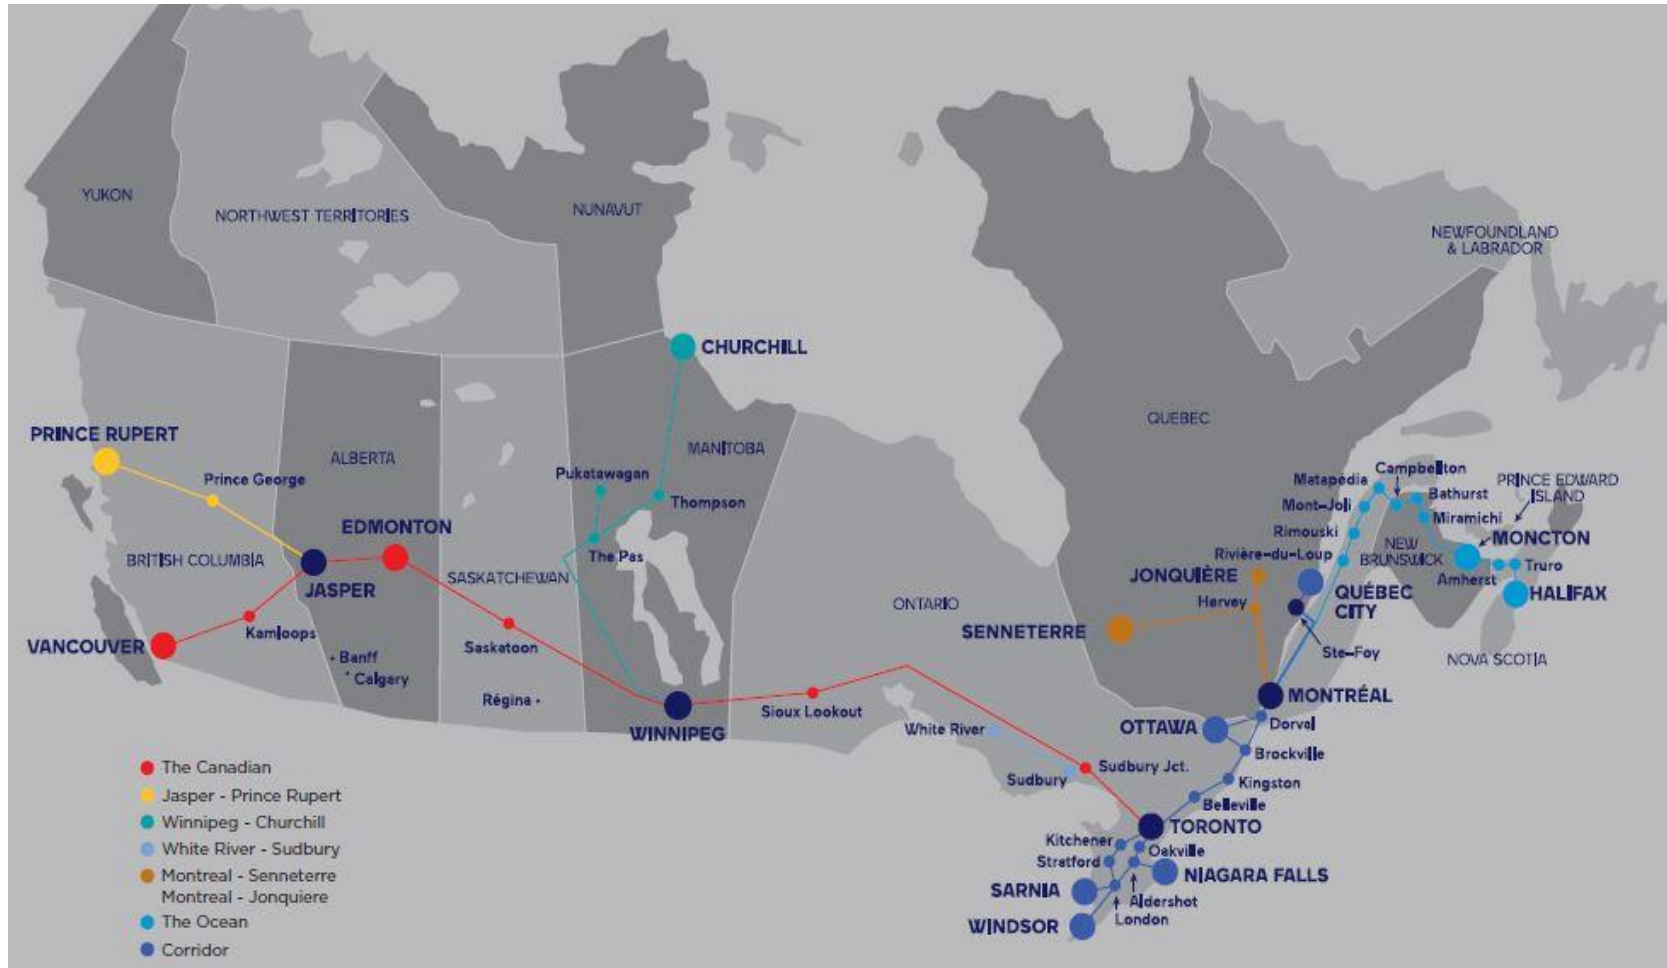 YUKON
NORTHWEST TERRITORIES
NUNAVUT
NEWFOUNDLAND
& LABRADOR
CHURCHILL
PRINCE RUPERT
Prince George
ALBERTA
EDMONTON
BRITISH COLUMBIA
JASPER
VANCOUVER
Kamloops
Banff
Calgary
SASKATCHEWAN
Saskatoon
Régina
MANITOBA
Pukatawagan
Thompson
The Pas
WINNIPEG
ONTARIO
Sioux Lookout
White River
Sudbury
Sudbury Jct.
QUEBEC
Campbellton
Matapédia
Bathurst
Mont-Joli
Miramichi
Rimouski
Rivière-du-Loup
PRINCE EDWARD
ISLAND
NEW
BRUNSWICK
MONCTON
Amherst
Truro
HALIFAX
NOVA SCOTIA
JONQUIÈRE
Hervey
SENNETERRE
QUÉBEC
CITY
Ste-Foy
MONTRÉAL
OTTAWA
Dorval
Brockville
Kingston
Belleville
TORONTO
Kitchener
Oakville
Stratford
NIAGARA FALLS
SARNIA
Aldershot
London
WINDSOR
The Canadian
Jasper - Prince Rupert
Winnipeg - Churchill
White River - Sudbury
Montreal - Senneterre
Montreal - Jonquiere
The Ocean
Corridor